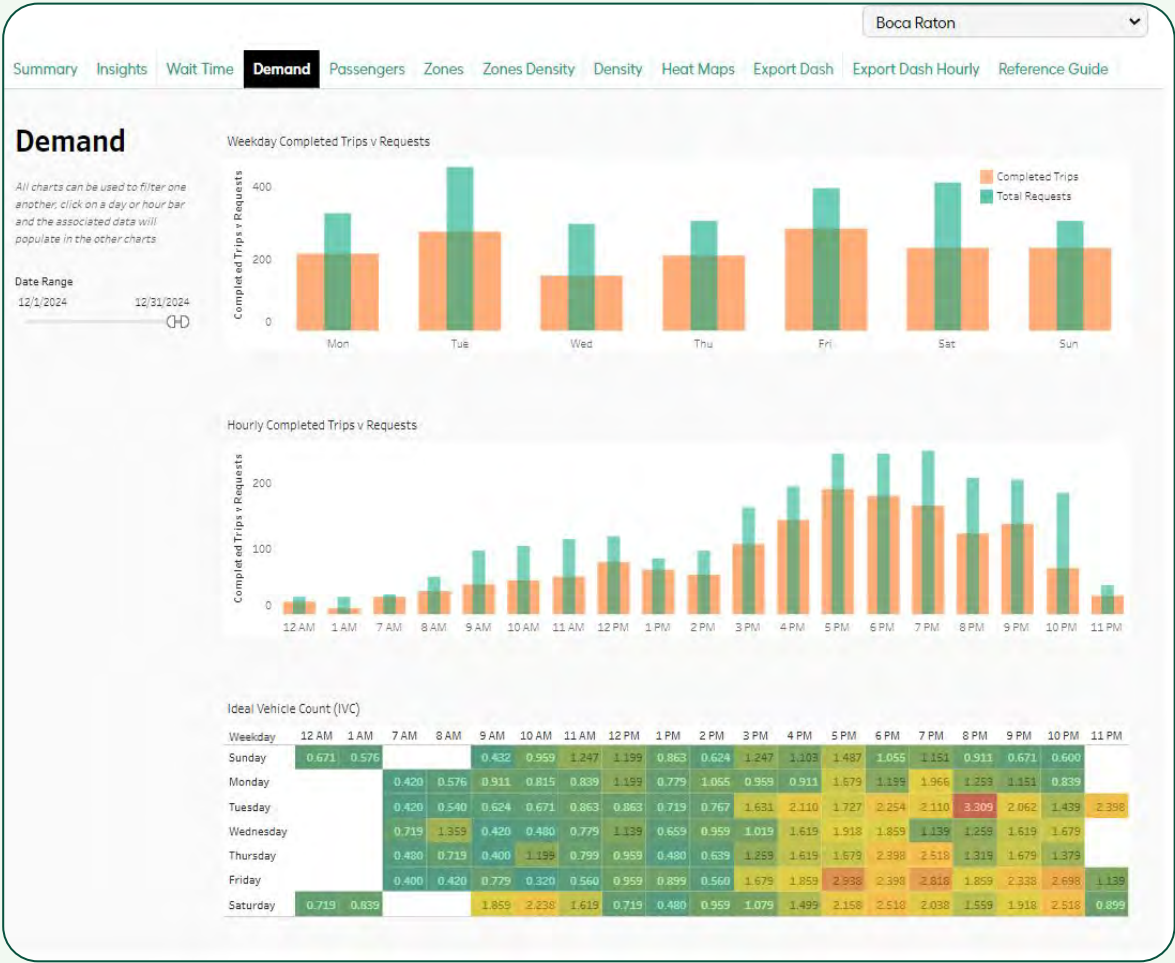 Boca Raton
Summary Insights Wait Time Demand Passengers Zones Zones Density Density Heat Maps Export Dash Export Dash Hourly Reference Guide
Demand
All charts can be used to filter one
another, click on a day or hour bar
and the associated data will
populate in the other charts
Date Range
12/1/2024 12/31/2024
Weekday Completed Trips v Requests
Completed Trips v Requests
400
200
0
Completed Trips
Total Requests
Mon Tue Wed Thu Fri Sat Sun
Hourly Completed Trips v Requests
Completed Trips v Requests
200
100
0
12 AM 1 AM 7 AM 8 AM 9 AM 10 AM 11 AM 12 PM 1 PM 2 PM 3 PM 4 PM 5 PM 6 PM 7 PM 8 PM 9 PM 10 PM 11 PM
Ideal Vehicle Count (IVC)
Weekday 12 AM 1 AM 7 AM 8 AM 9 AM 10 AM 11 AM 12 PM 1 PM 2 PM 3 PM 4 PM 5 PM 6 PM 7 PM 8 PM 9 PM 10 PM 11 PM
Sunday 0.671 0.576 0.432 0.959 1.247 1.199 0.863 0.624 1.247 1.103 1.487 1.055 1.151 0.911 0.671 0.600
Monday 0.420 0.576 0.911 0.815 0.839 1.199 0.779 1.055 0.959 0.911 1.679 1.199 1.966 1.259 1.151 0.839
Tuesday 0.420 0.540 0.624 0.671 0.863 0.863 0.719 0.767 1.631 2.110 1.727 2.254 2.110 3.309 2.062 1.439 2.398
Wednesday 0.719 1.359 0.420 0.480 0.779 1.139 0.659 0.959 1.019 1.619 1.918 1.859 1.139 1.259 1.619 1.679
Thursday 0.480 0.719 0.400 1.199 0.799 0.959 0.480 0.639 1.259 1.619 1.679 2.398 2.518 1.319 1.679 1.379
Friday 0.400 0.420 0.779 0.320 0.560 0.959 0.899 0.560 1.679 1.859 2.938 2.398 2.818 1.859 2.338 2.698 1.139
Saturday 0.719 0.839 1.859 2.238 1.619 0.719 0.480 0.959 1.079 1.499 2.158 2.518 2.038 1.559 1.918 2.518 0.899